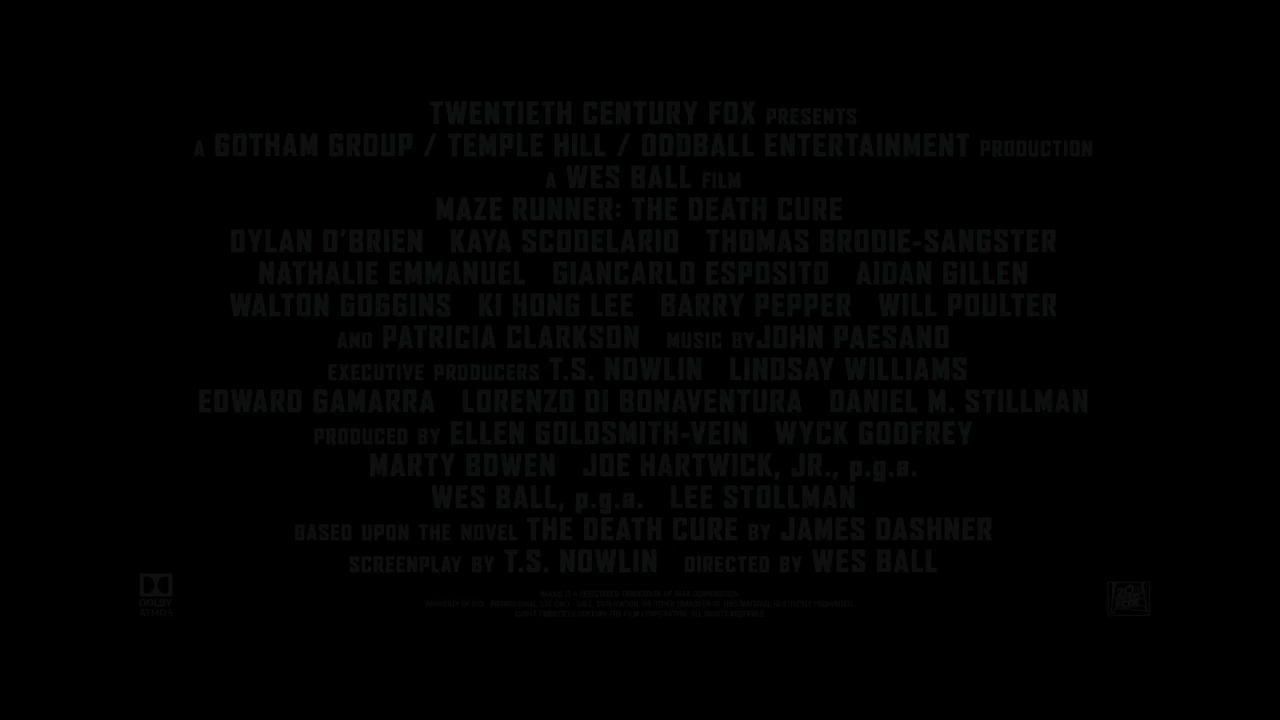 TWENTIETH CENTURY FOX PRESENTS
A GOTHAM GROUP / TEMPLE HILL / ODDBALL ENTERTAINMENT PRODUCTION
A WES BALL FILM
MAZE RUNNER: THE DEATH CURE
DYLAN O'BRIEN KAYA SCODELARIO THOMAS BRODIE-SANGSTER
NATHALIE EMMANUEL GIANCARLO ESPOSITO AIDAN GILLEN
WALTON GOGGINS KI HONG LEE BARRY PEPPER WILL POULTER
AND PATRICIA CLARKSON MUSIC BY JOHN PAESANO
EXECUTIVE PRODUCERS T.S. NOWLIN LINDSAY WILLIAMS
EDWARD GAMARRA LORENZO DI BONAVENTURA DANIEL M. STILLMAN
PRODUCED BY ELLEN GOLDSMITH-VEIN WYCK GODFREY
MARTY BOWEN JOE HARTWICK, JR., p.g.a.
WES BALL, p.g.a. LEE STOLLMAN
BASED UPON THE NOVEL THE DEATH CURE BY JAMES DASHNER
SCREENPLAY BY T.S. NOWLIN DIRECTED BY WES BALL
DOLBY
ATMOS